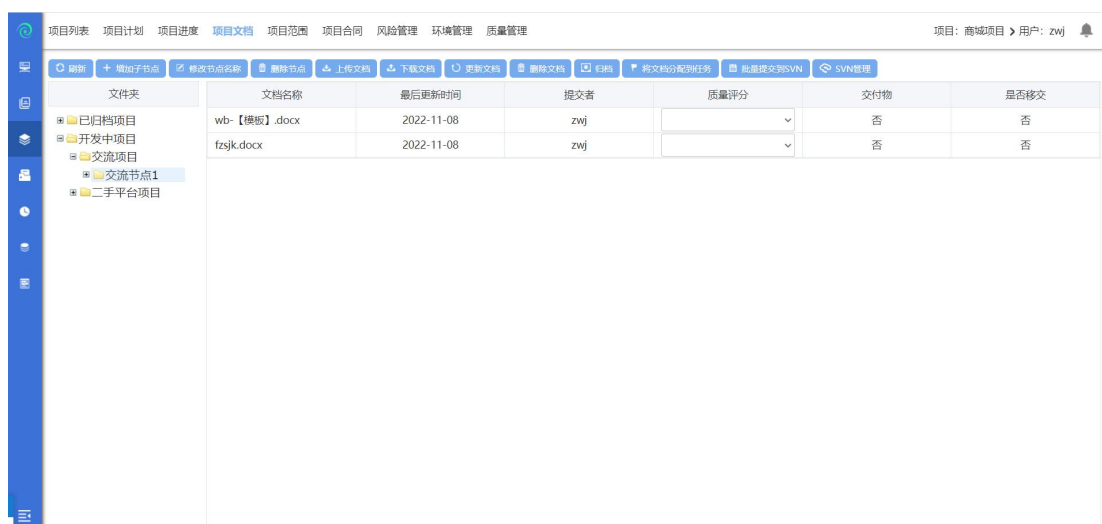 项目列表 项目计划 项目进度 项目文档 项目范围 项目合同 风险管理 环境管理 质量管理 项目：商城项目 用户：zwj
刷新 增加子节点 修改节点名称 删除节点 上传文档 下载文档 更新文档 删除文档 归档 将文档分配到任务 批量提交到SVN SVN管理
文件夹 文档名称 最后更新时间 提交者 质量评分 交付物 是否移交
已归档项目 wb-【模板】.docx 2022-11-08 zwj 否 否
开发中项目 fzsjk.docx 2022-11-08 zwj 否 否
交流项目
交流节点1
二手平台项目